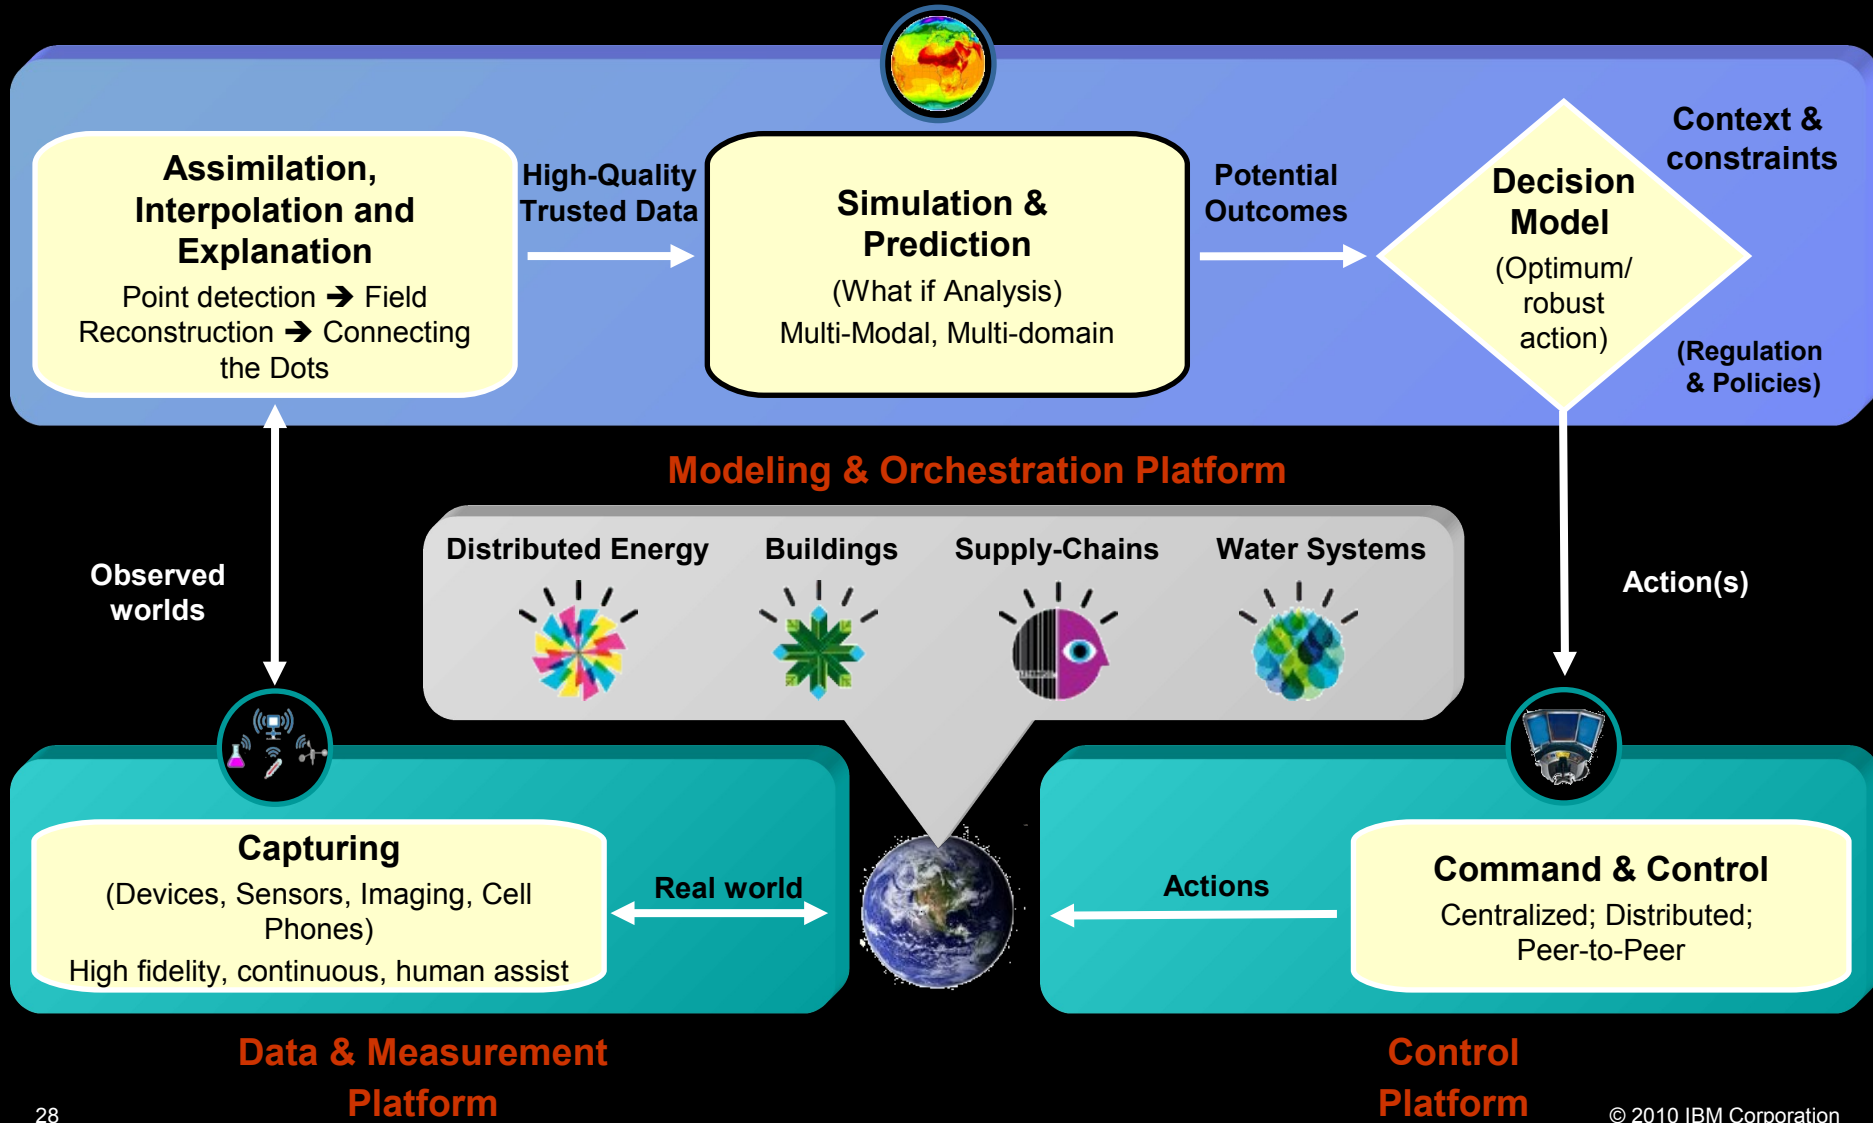 Assimilation,
Interpolation and
Explanation
Point detection ➔ Field
Reconstruction ➔ Connecting
the Dots
High-Quality
Trusted Data
Simulation &
Prediction
(What if Analysis)
Multi-Modal, Multi-domain
Potential
Outcomes
Decision
Model
(Optimum/
robust
action)
Context &
constraints
(Regulation
& Policies)
Modeling & Orchestration Platform
Observed
worlds
Distributed Energy
Buildings
Supply-Chains
Water Systems
Action(s)
Capturing
(Devices, Sensors, Imaging, Cell
Phones)
High fidelity, continuous, human assist
Real world
Actions
Command & Control
Centralized; Distributed;
Peer-to-Peer
Data & Measurement
Platform
Control
Platform
28
© 2010 IBM Corporation